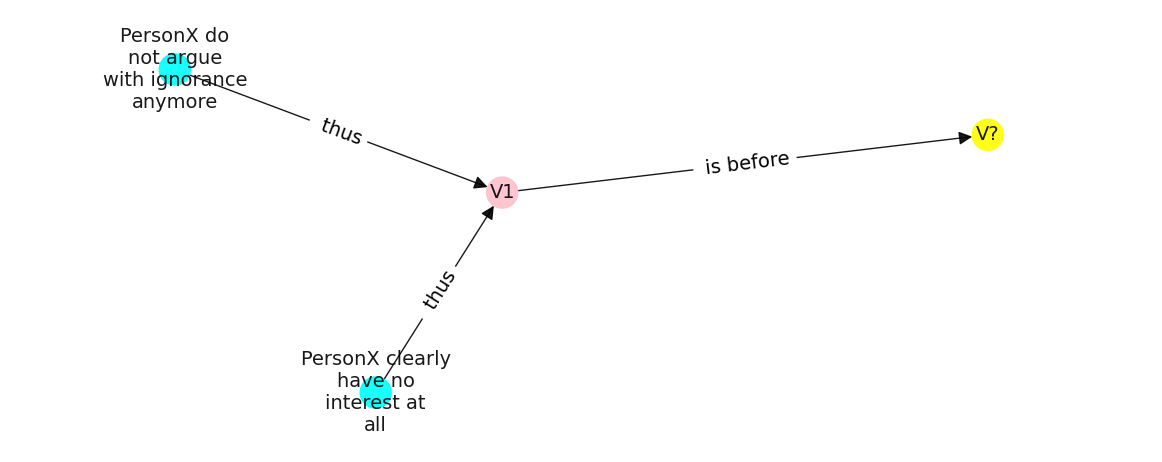 PersonX do
not argue
with ignorance
anymore
thus
V1
is before
V?
thus
PersonX clearly
have no
interest at
all